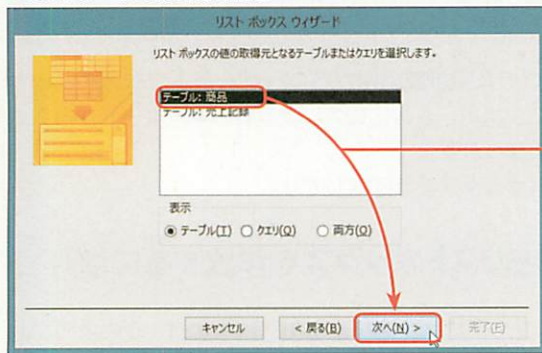 リスト ボックス ウィザード
リスト ボックスの値の取得元となるテーブルまたはクエリを選択します。
テーブル: 商品
テーブル: 売上記録
表示
テーブル(T) クエリ(Q) 両方(O)
キャンセル < 戻る(B) 次へ(N) > 完了(F)